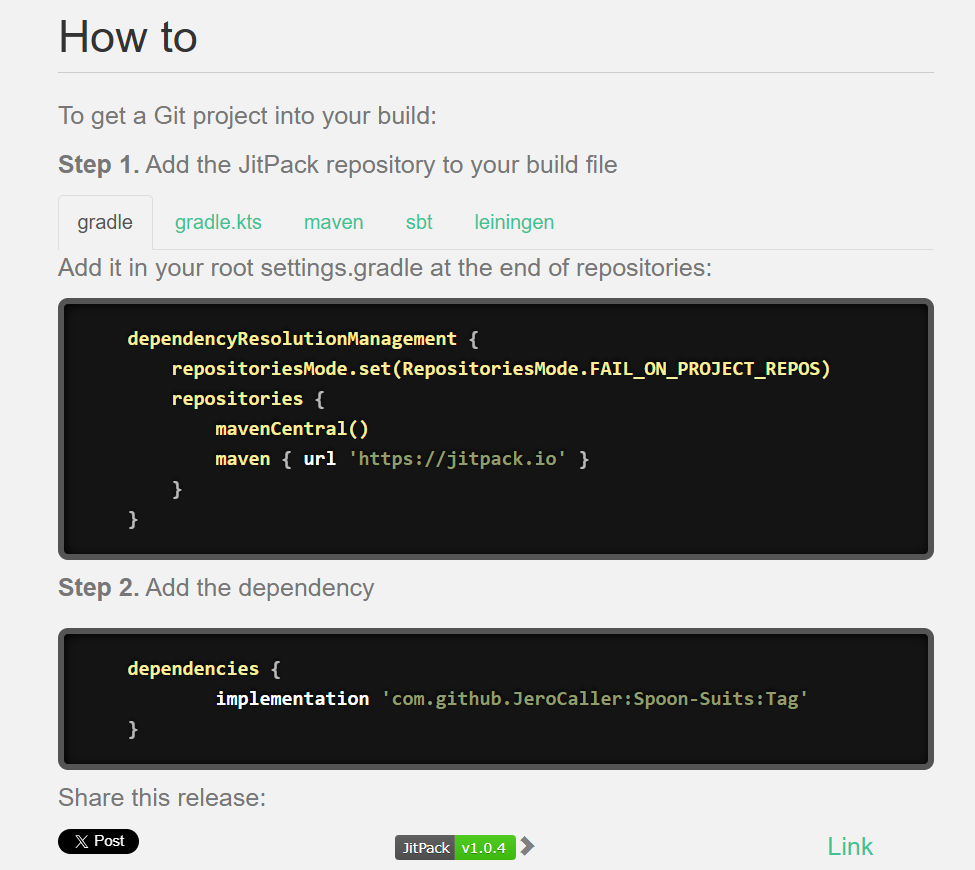 How to
To get a Git project into your build:
Step 1. Add the JitPack repository to your build file
gradle gradle.kts maven sbt leiningen
Add it in your root settings.gradle at the end of repositories:
dependencyResolutionManagement {
    repositoriesMode.set(RepositoriesMode.FAIL_ON_PROJECT_REPOS)
    repositories {
        mavenCentral()
        maven { url 'https://jitpack.io' }
    }
}
Step 2. Add the dependency
dependencies {
        implementation 'com.github.JeroCaller:Spoon-Suits:Tag'
}
Share this release:
X Post JitPack v1.0.4 Link